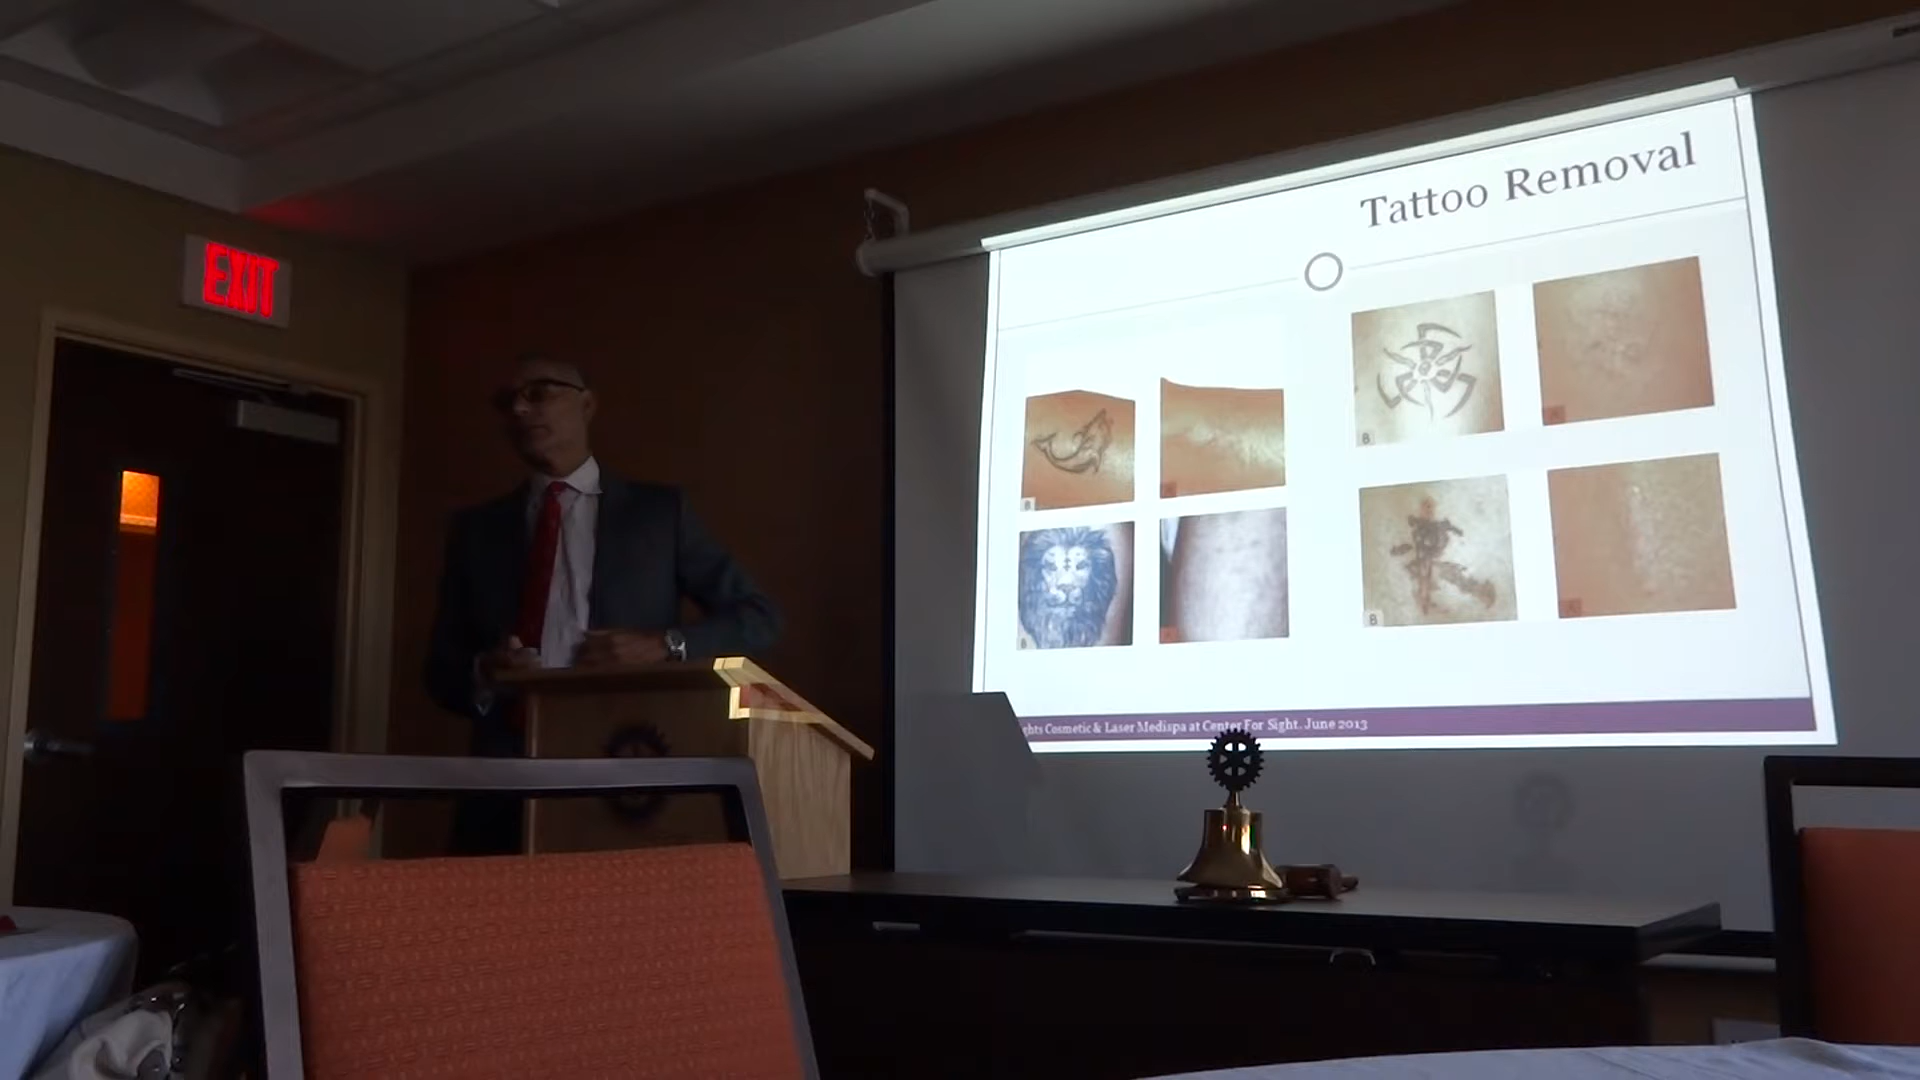 EXIT
Tattoo Removal
B
B
B
B
Cosmetic & Laser Medispa at Center For Sight. June 2013